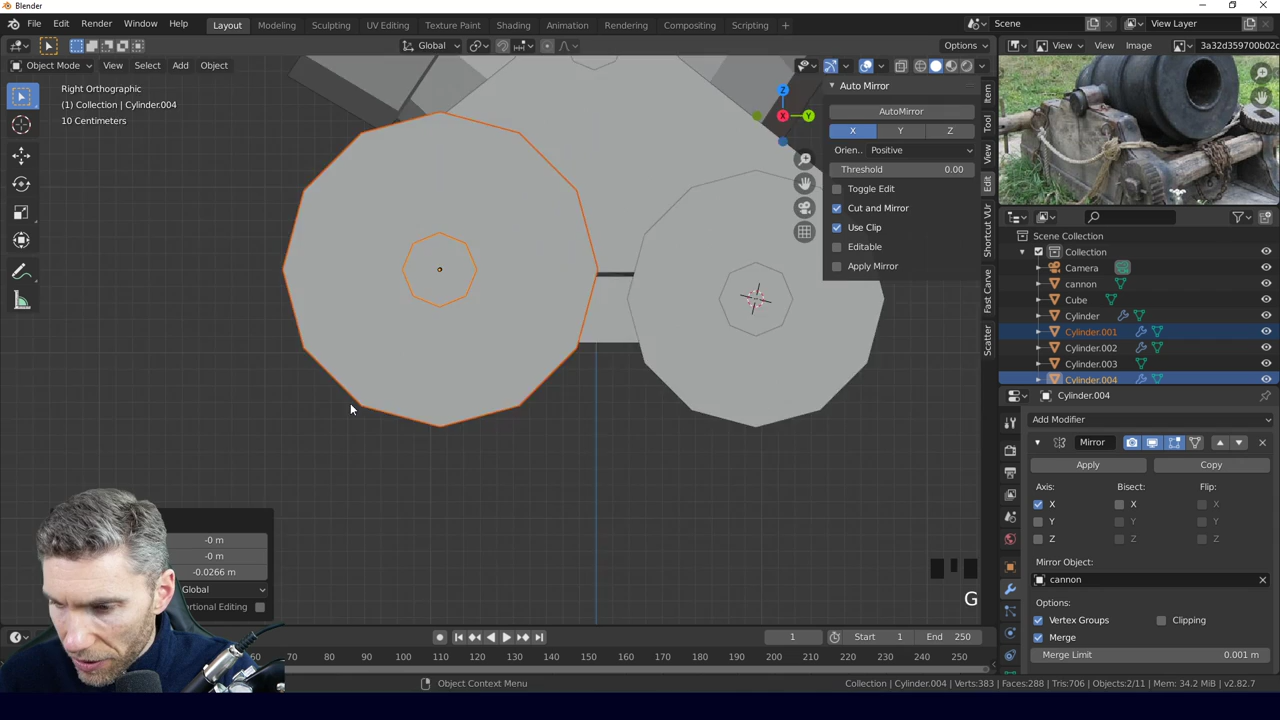 Blender
File Edit Render Window Help Layout Modeling Sculpting UV Editing Texture Paint Shading Animation Rendering Compositing Scripting + Scene View Layer
Global Options View Image 3a32d359700b02c
Object Mode View Select Add Object
Right Orthographic
(1) Collection | Cylinder.004
10 Centimeters
Z
X
Y
Auto Mirror
AutoMirror
X Y Z
Orien.. Positive
Threshold 0.00
Toggle Edit
Cut and Mirror
Use Clip
Editable
Apply Mirror
Item
Tool
View
Edit
Shortcut VUr
Fast Carve
Scatter
Scene Collection
Collection
Camera
cannon
Cube
Cylinder
Cylinder.001
Cylinder.002
Cylinder.003
Cylinder.004
Cylinder.004
Add Modifier
Mirror
Apply Copy
Axis: Bisect: Flip:
X X X
Y Y Y
Z Z Z
Mirror Object:
cannon
Options:
Vertex Groups Clipping
Merge
Merge Limit 0.001 m
-0 m
-0 m
-0.0266 m
Global
ortional Editing
G
1 Start 1 End 250
60 70 80 90 100 110 120 130 140 150 160 170 180 190 200 210 220 230 240 250
Object Context Menu
Collection | Cylinder.004 | Verts:383 | Faces:288 | Tris:706 | Objects:2/11 | Mem: 34.2 MiB | v2.82.7